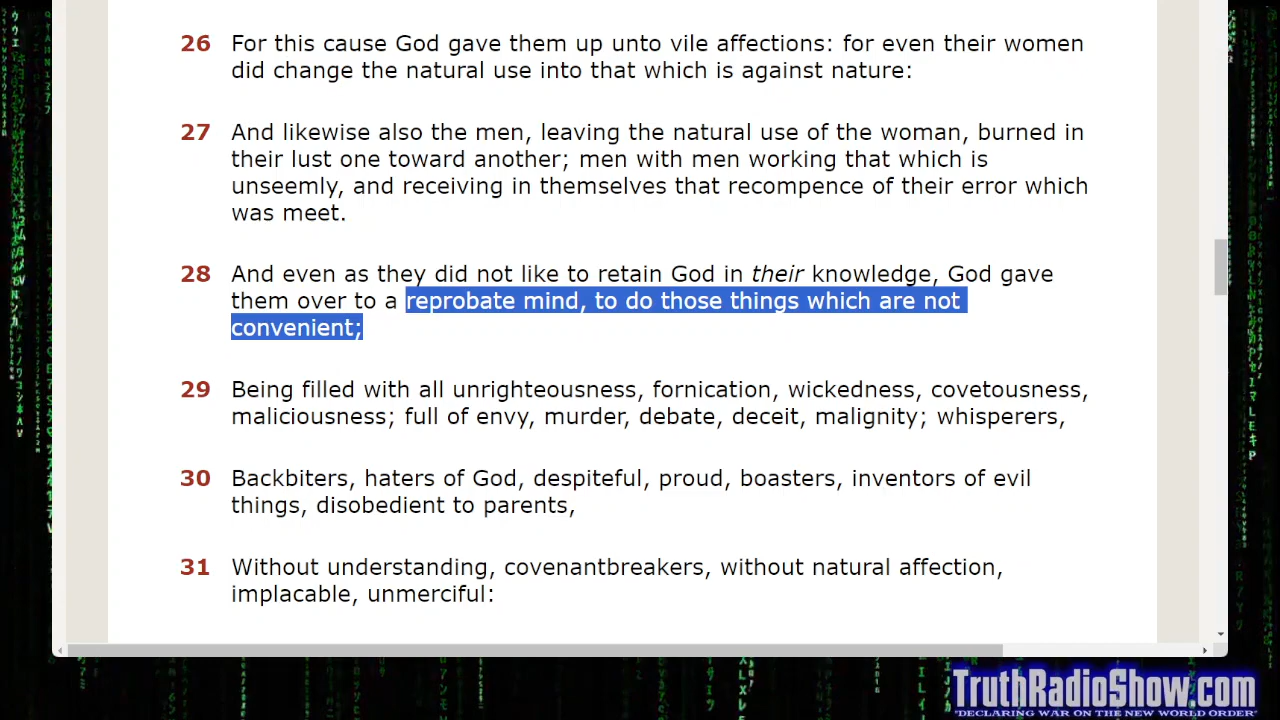 26 For this cause God gave them up unto vile affections: for even their women
did change the natural use into that which is against nature:
27 And likewise also the men, leaving the natural use of the woman, burned in
their lust one toward another; men with men working that which is
unseemly, and receiving in themselves that recompence of their error which
was meet.
28 And even as they did not like to retain God in their knowledge, God gave
them over to a reprobate mind, to do those things which are not
convenient;
29 Being filled with all unrighteousness, fornication, wickedness, covetousness,
maliciousness; full of envy, murder, debate, deceit, malignity; whisperers,
30 Backbiters, haters of God, despiteful, proud, boasters, inventors of evil
things, disobedient to parents,
31 Without understanding, covenantbreakers, without natural affection,
implacable, unmerciful:
TruthRadioShow.com
"DECLARING WAR ON THE NEW WORLD ORDER"